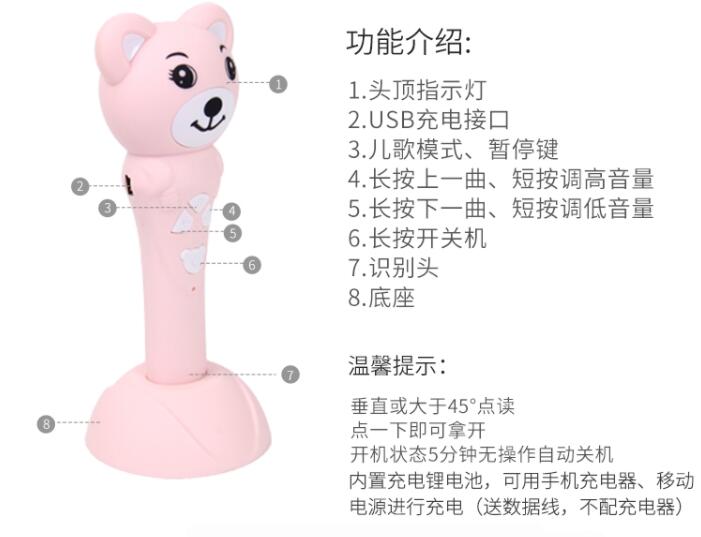 功能介绍:
1.头顶指示灯
2.USB充电接口
3.儿歌模式、暂停键
4.长按上一曲、短按调高音量
5.长按下一曲、短按调低音量
6.长按开关机
7.识别头
8.底座
1
2
3
4
5
6
7
8
温馨提示：
垂直或大于45°点读
点一下即可拿开
开机状态5分钟无操作自动关机
内置充电锂电池，可用手机充电器、移动
电源进行充电（送数据线，不配充电器）